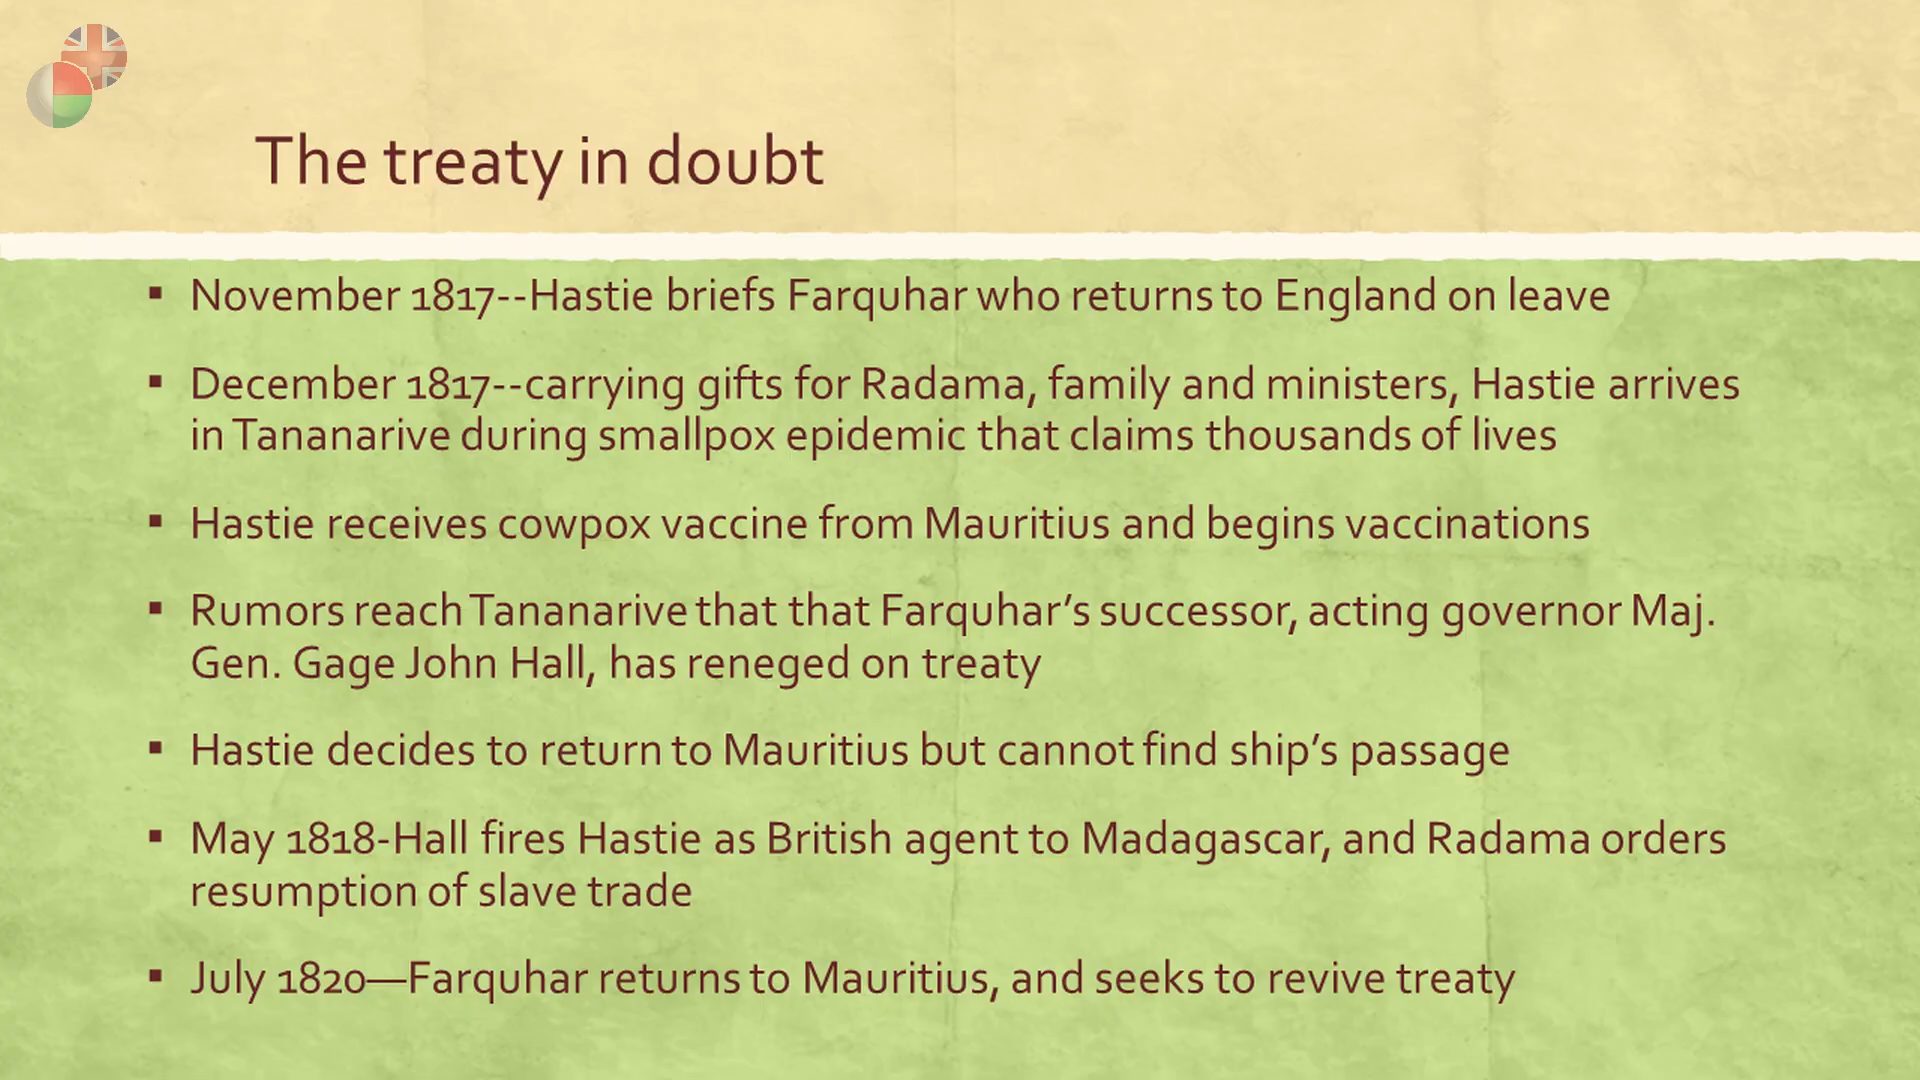 The treaty in doubt
▪ November 1817--Hastie briefs Farquhar who returns to England on leave
▪ December 1817--carrying gifts for Radama, family and ministers, Hastie arrives
in Tananarive during smallpox epidemic that claims thousands of lives
▪ Hastie receives cowpox vaccine from Mauritius and begins vaccinations
▪ Rumors reach Tananarive that that Farquhar’s successor, acting governor Maj.
Gen. Gage John Hall, has reneged on treaty
▪ Hastie decides to return to Mauritius but cannot find ship’s passage
▪ May 1818-Hall fires Hastie as British agent to Madagascar, and Radama orders
resumption of slave trade
▪ July 1820—Farquhar returns to Mauritius, and seeks to revive treaty